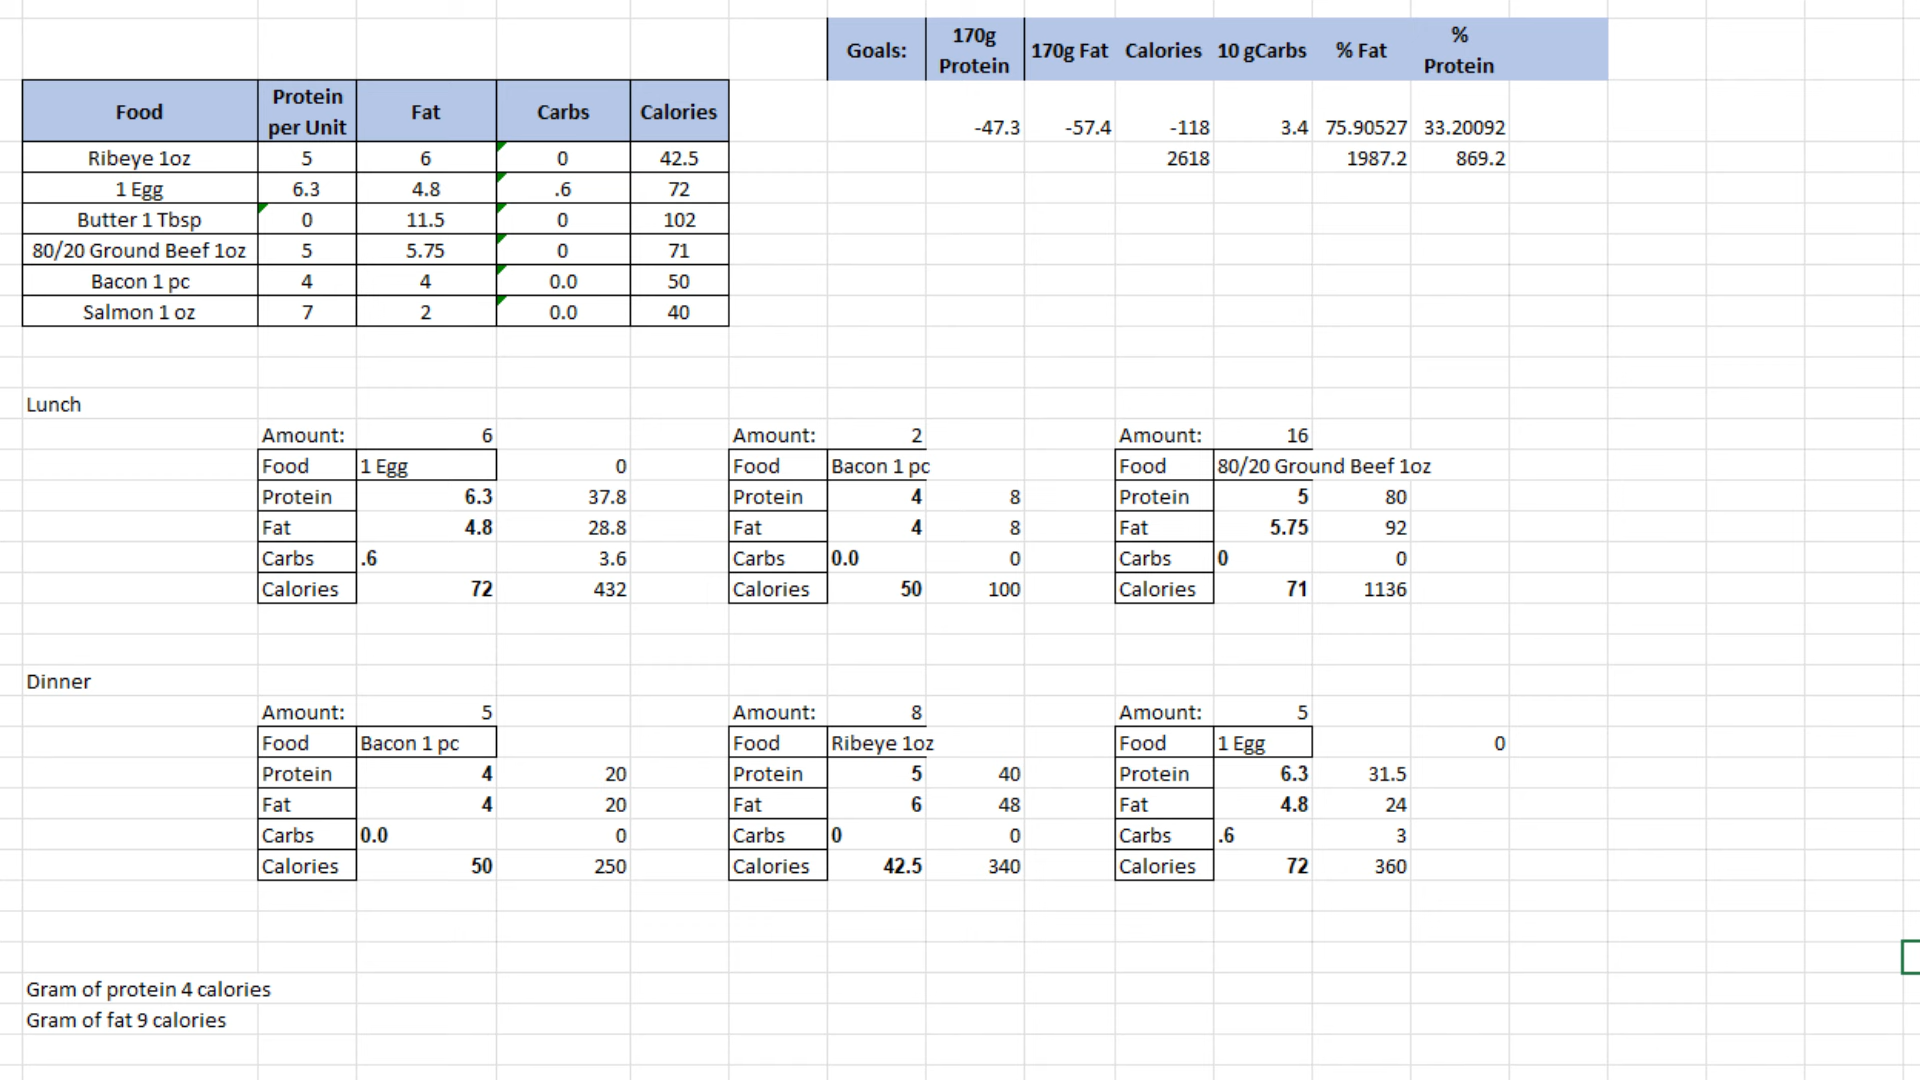 Goals: 170g Protein 170g Fat Calories 10 gCarbs % Fat % Protein
Food Protein per Unit Fat Carbs Calories
-47.3 -57.4 -118 3.4 75.90527 33.20092
Ribeye 1oz 5 6 0 42.5 2618 1987.2 869.2
1 Egg 6.3 4.8 .6 72
Butter 1 Tbsp 0 11.5 0 102
80/20 Ground Beef 1oz 5 5.75 0 71
Bacon 1 pc 4 4 0.0 50
Salmon 1 oz 7 2 0.0 40
Lunch
Amount: 6 Amount: 2 Amount: 16
Food 1 Egg 0 Food Bacon 1 pc Food 80/20 Ground Beef 1oz
Protein 6.3 37.8 Protein 4 8 Protein 5 80
Fat 4.8 28.8 Fat 4 8 Fat 5.75 92
Carbs .6 3.6 Carbs 0.0 0 Carbs 0 0
Calories 72 432 Calories 50 100 Calories 71 1136
Dinner
Amount: 5 Amount: 8 Amount: 5
Food Bacon 1 pc Food Ribeye 1oz Food 1 Egg 0
Protein 4 20 Protein 5 40 Protein 6.3 31.5
Fat 4 20 Fat 6 48 Fat 4.8 24
Carbs 0.0 0 Carbs 0 0 Carbs .6 3
Calories 50 250 Calories 42.5 340 Calories 72 360
Gram of protein 4 calories
Gram of fat 9 calories